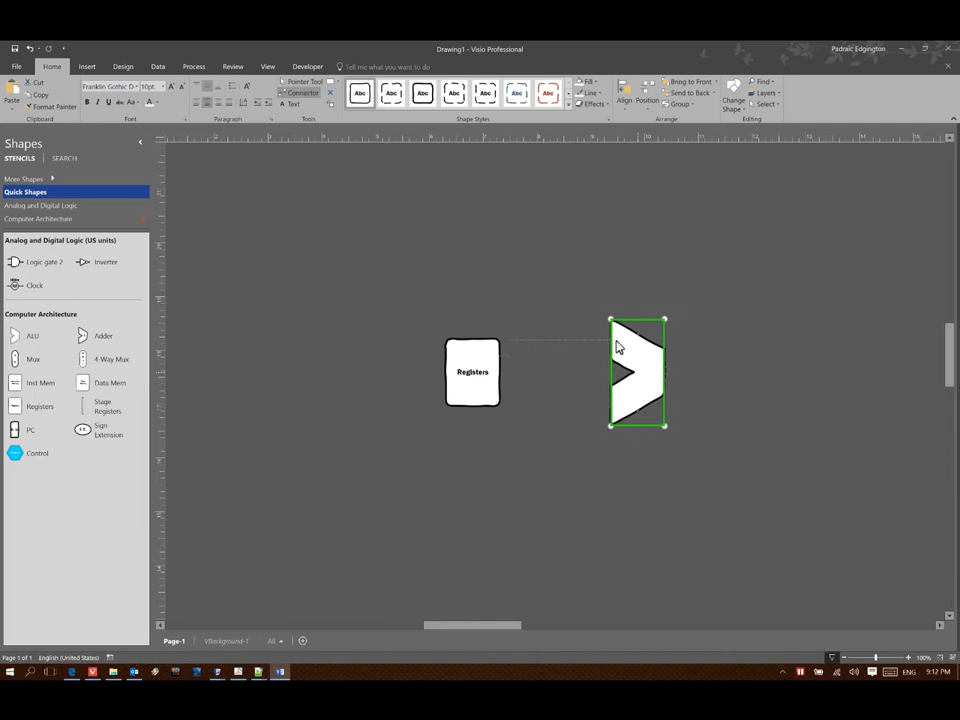 Drawing1 - Visio Professional
Padraic Edgington
File Home Insert Design Data Process Review View Developer Tell me what you want to do
Paste
Cut
Copy
Format Painter
Clipboard
Franklin Gothic D 10pt.
B I U abc Aa A
Font
Paragraph
Pointer Tool
Connector
A Text
Tools
Abc Abc Abc Abc Abc Abc Abc
Shape Styles
Fill
Line
Effects
Align
Position
Bring to Front
Send to Back
Group
Arrange
Change
Shape
Find
Layers
Select
Editing
Shapes
STENCILS SEARCH
More Shapes
Quick Shapes
Analog and Digital Logic
Computer Architecture
Analog and Digital Logic (US units)
Logic gate 2 Inverter
Clock
Computer Architecture
ALU Adder
Mux 4-Way Mux
Inst Mem Data Mem
Registers Stage
Registers
PC Sign
Extension
S.E.
Control
Registers
Page-1 VBackground-1 All
Page 1 of 1 English (United States) 100%
ENG 9:12 PM